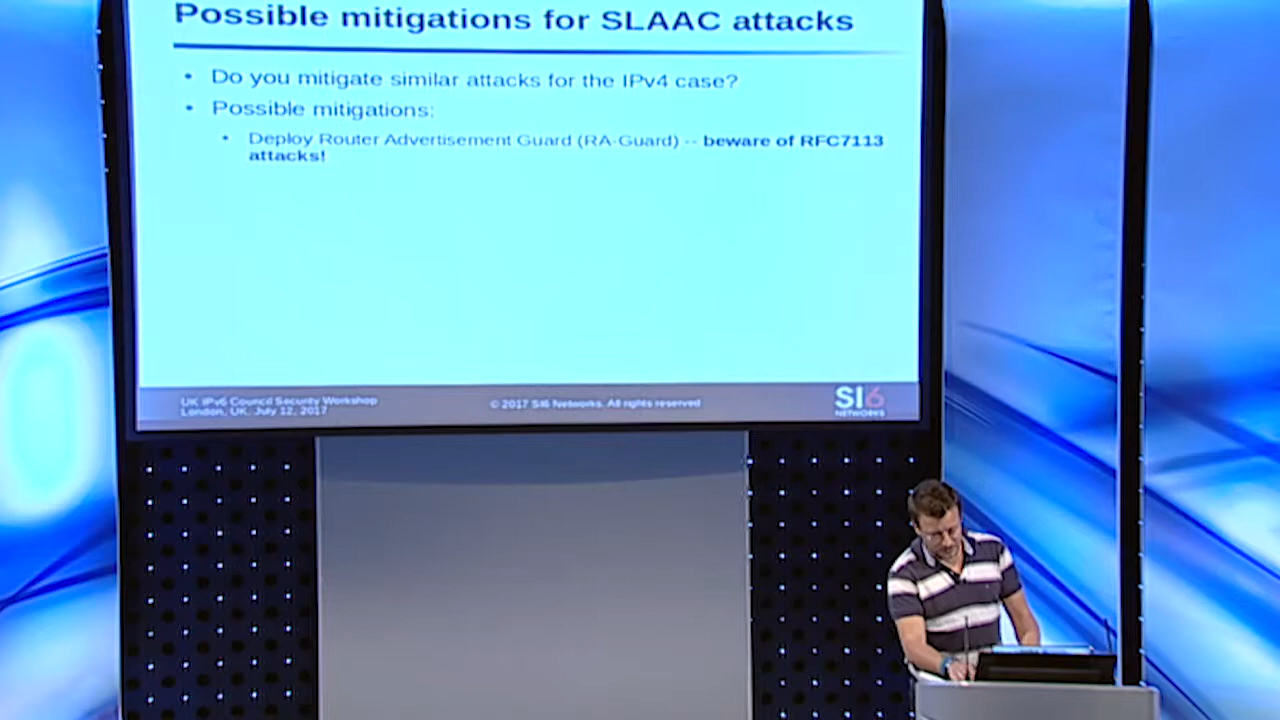 Possible mitigations for SLAAC attacks
• Do you mitigate similar attacks for the IPv4 case?
• Possible mitigations:
• Deploy Router Advertisement Guard (RA-Guard) -- beware of RFC7113
attacks!
UK IPv6 Council Security Workshop
London, UK. July 12, 2017
© 2017 SI6 Networks. All rights reserved
SI6
NETWORKS